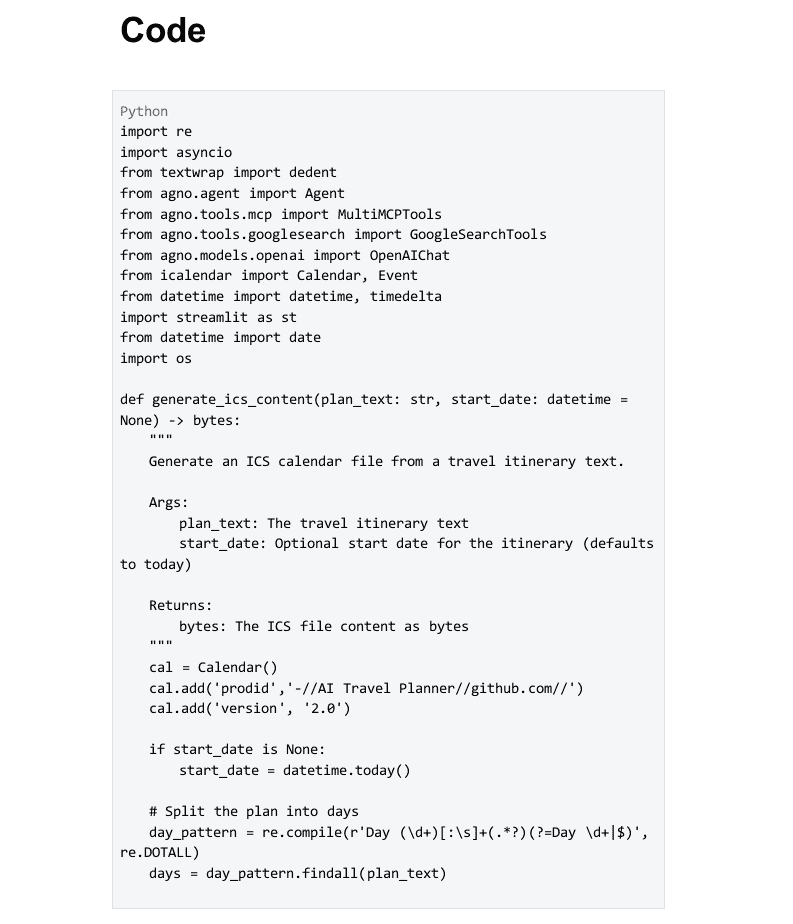 Code
Python
import re
import asyncio
from textwrap import dedent
from agno.agent import Agent
from agno.tools.mcp import MultiMCPTools
from agno.tools.googlesearch import GoogleSearchTools
from agno.models.openai import OpenAIChat
from icalendar import Calendar, Event
from datetime import datetime, timedelta
import streamlit as st
from datetime import date
import os
def generate_ics_content(plan_text: str, start_date: datetime =
None) -> bytes:
"""
Generate an ICS calendar file from a travel itinerary text.
Args:
plan_text: The travel itinerary text
start_date: Optional start date for the itinerary (defaults
to today)
Returns:
bytes: The ICS file content as bytes
"""
cal = Calendar()
cal.add('prodid','-//AI Travel Planner//github.com//')
cal.add('version', '2.0')
if start_date is None:
start_date = datetime.today()
# Split the plan into days
day_pattern = re.compile(r'Day (\d+)[:\s]+(.*?)(?=Day \d+|$)',
re.DOTALL)
days = day_pattern.findall(plan_text)